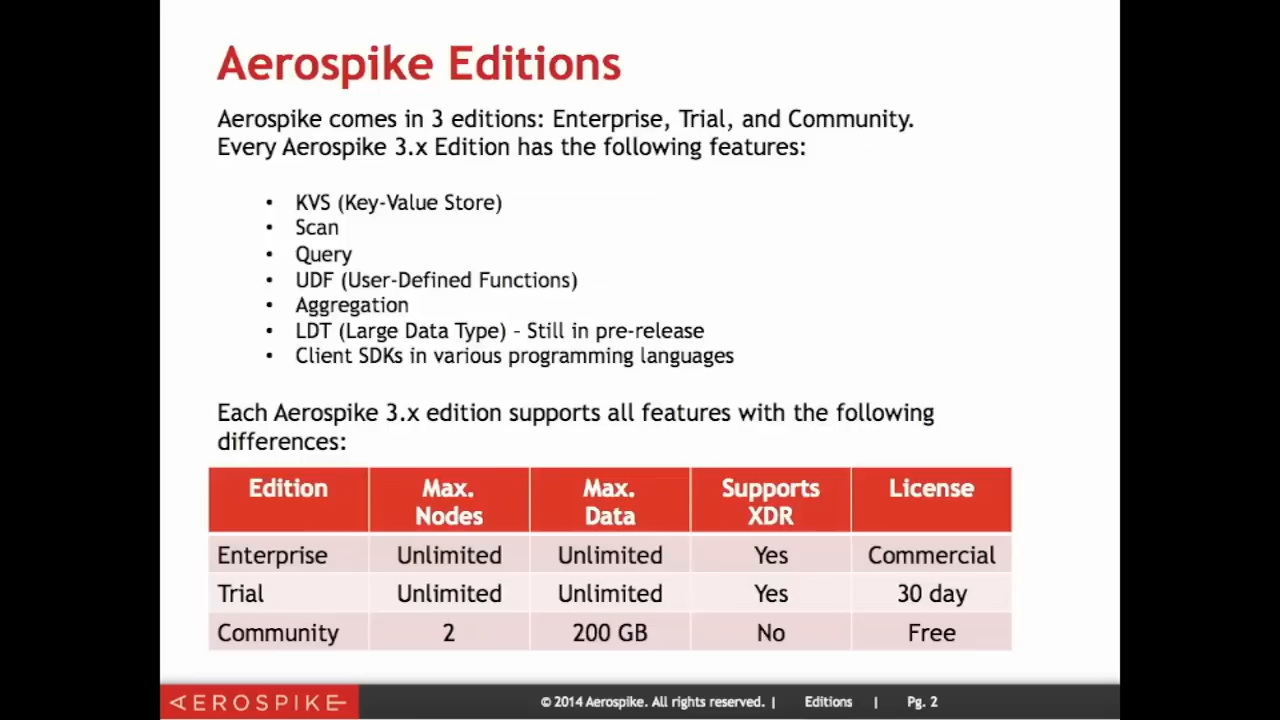 Aerospike Editions
Aerospike comes in 3 editions: Enterprise, Trial, and Community.
Every Aerospike 3.x Edition has the following features:
• KVS (Key-Value Store)
• Scan
• Query
• UDF (User-Defined Functions)
• Aggregation
• LDT (Large Data Type) – Still in pre-release
• Client SDKs in various programming languages
Each Aerospike 3.x edition supports all features with the following
differences:
Edition Max. Nodes Max. Data Supports XDR License
Enterprise Unlimited Unlimited Yes Commercial
Trial Unlimited Unlimited Yes 30 day
Community 2 200 GB No Free
AEROSPIKE © 2014 Aerospike. All rights reserved. | Editions | Pg. 2